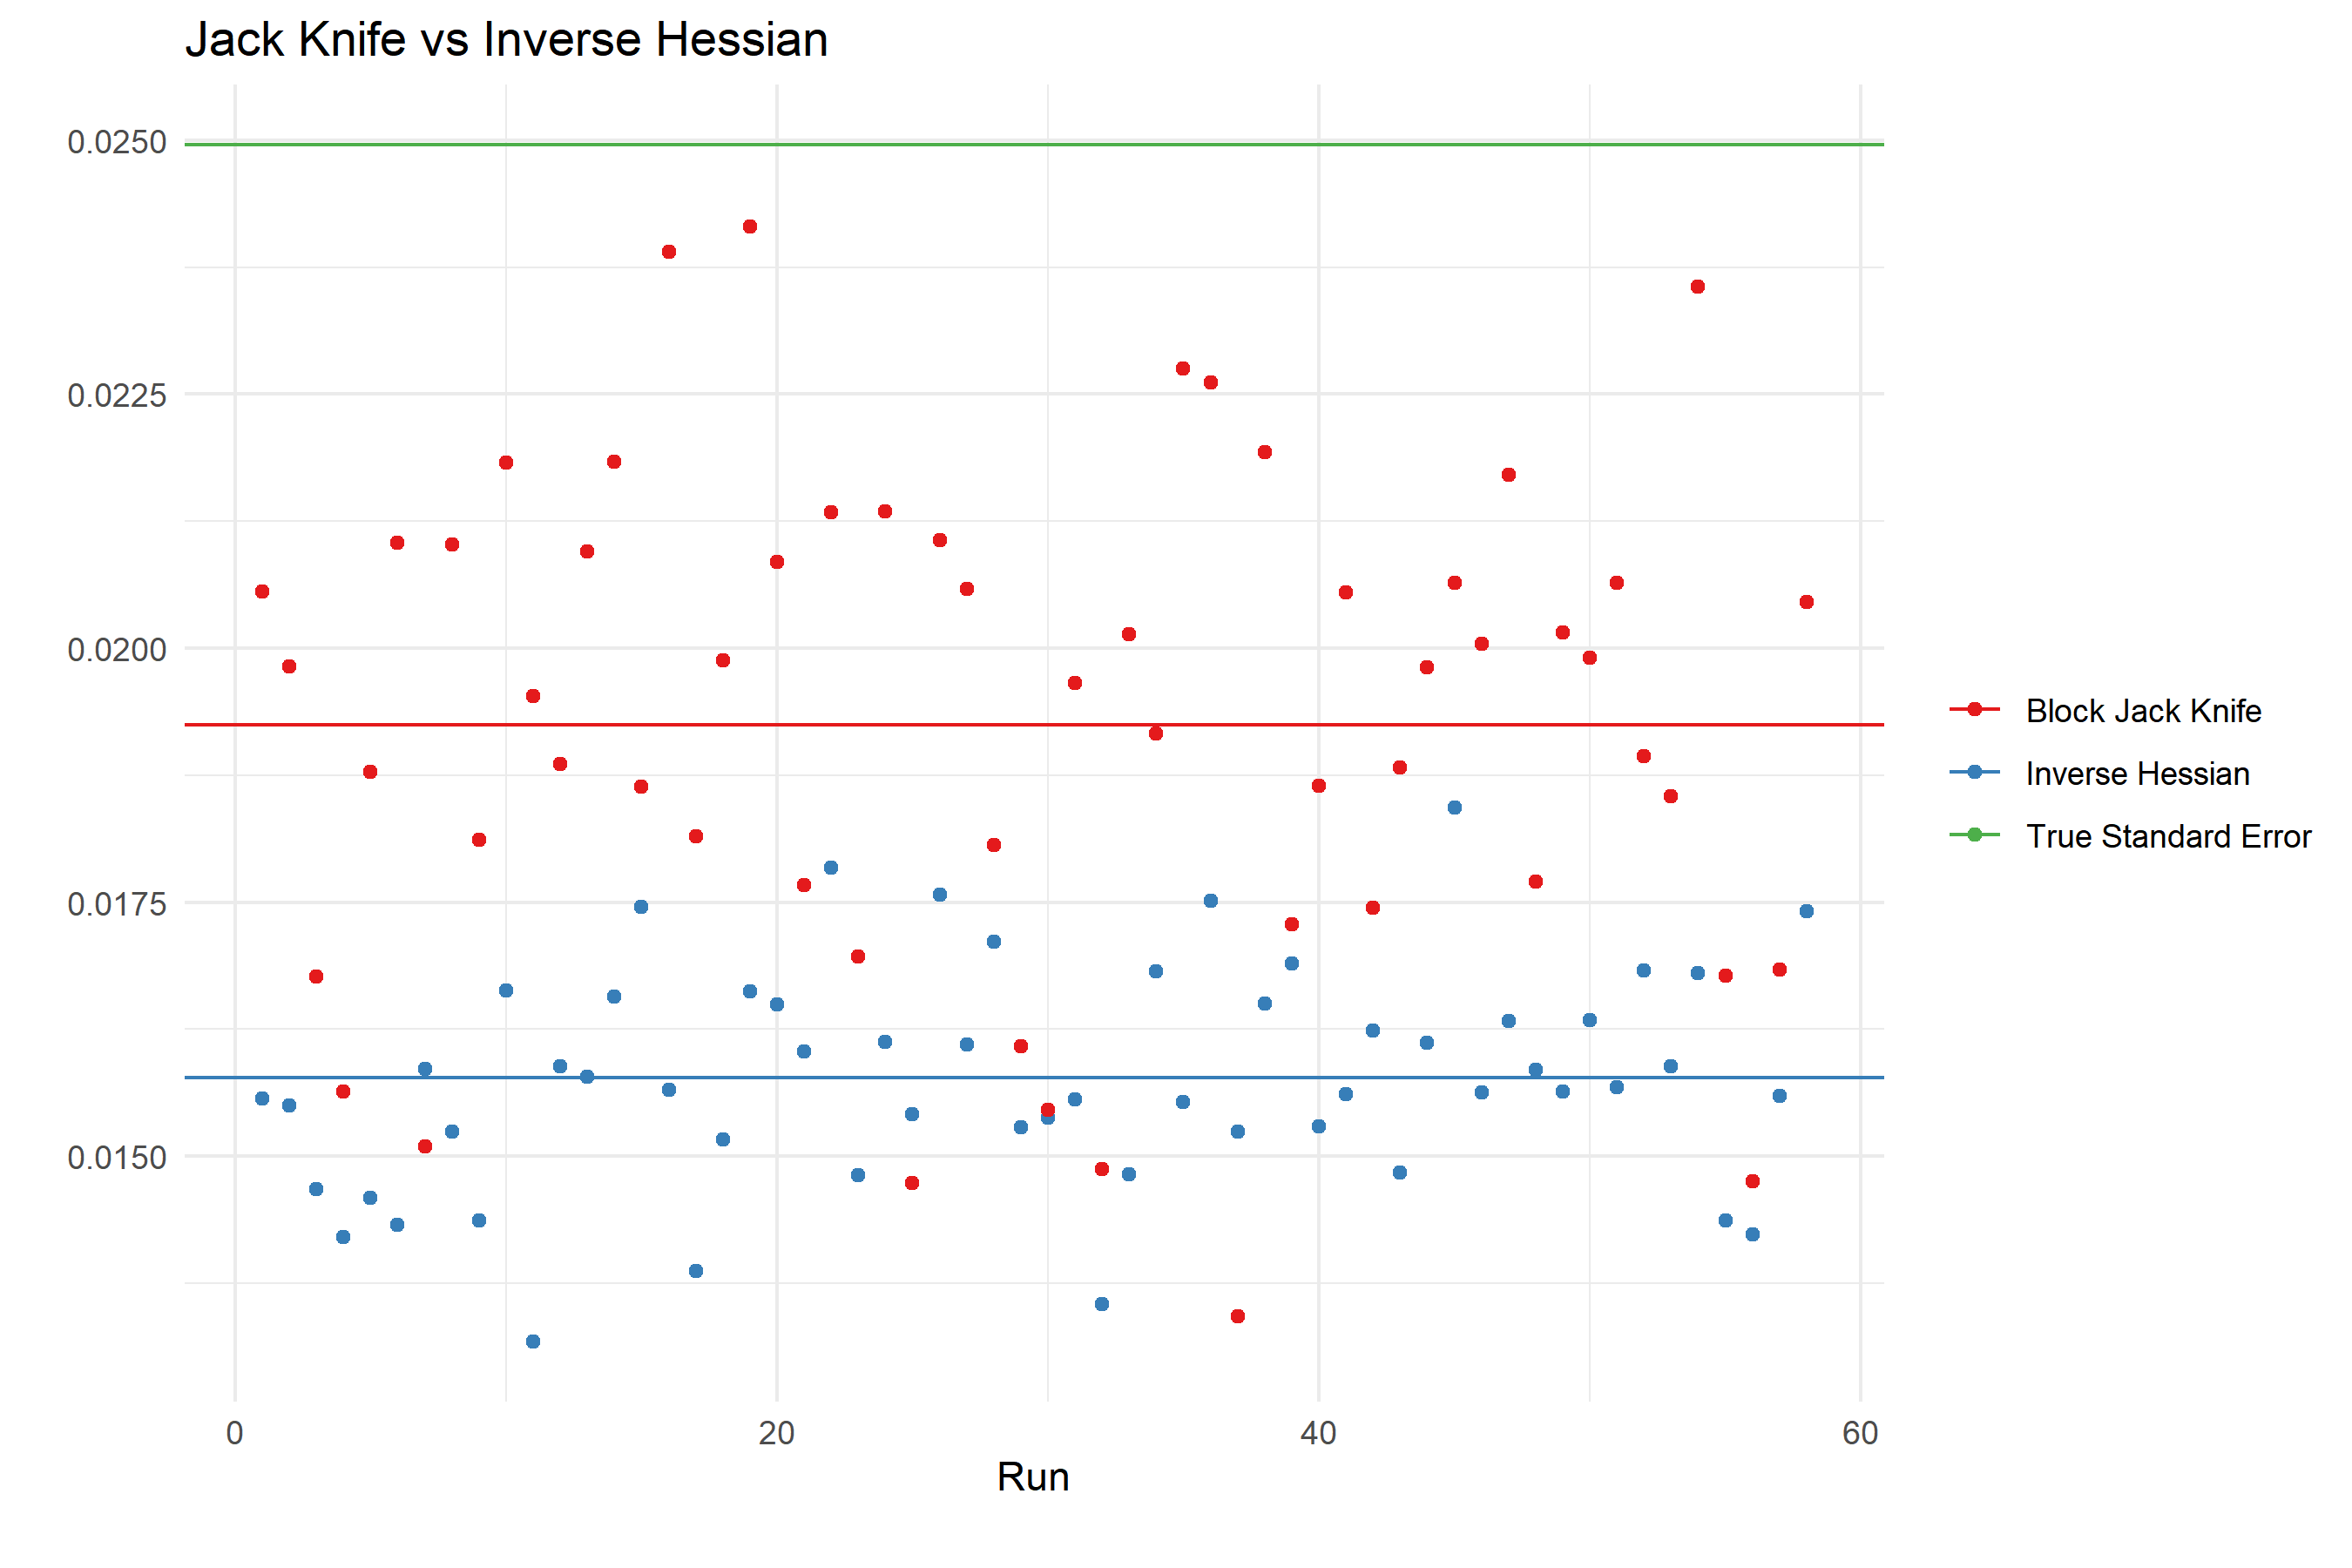 Jack Knife vs Inverse Hessian
0.0250
0.0225
0.0200
0.0175
0.0150
0 20 40 60
Run
Block Jack Knife
Inverse Hessian
True Standard Error